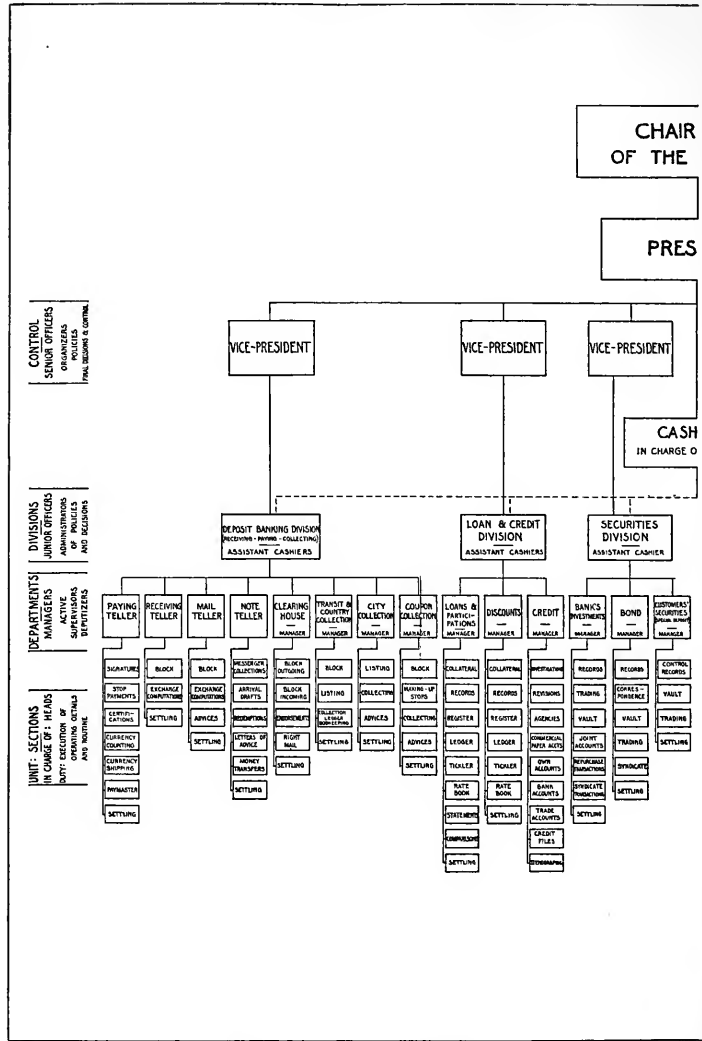 CHAIR
OF THE
PRES
CONTROL
SENIOR OFFICERS
ORGANIZERS
POLICIES
FINAL DECISIONS & CONTROL
VICE-PRESIDENT
VICE-PRESIDENT
VICE-PRESIDENT
CASH
IN CHARGE O
DIVISIONS
JUNIOR OFFICERS
ADMINISTRATORS
OF POLICIES
AND DECISIONS
DEPOSIT BANKING DIVISION
(RECEIVING - PAYING - COLLECTING)
ASSISTANT CASHIERS
LOAN & CREDIT
DIVISION
ASSISTANT CASHIERS
SECURITIES
DIVISION
ASSISTANT CASHIER
DEPARTMENTS
MANAGERS
ACTIVE
SUPERVISORS
DEPUTIZERS
UNIT: SECTIONS
IN CHARGE OF: HEADS
DUTY: EXECUTION OF
OPERATING DETAILS
AND ROUTINE
PAYING
TELLER
SIGNATURES
STOP
PAYMENTS
CERTIFI-
CATIONS
CURRENCY
COUNTING
CURRENCY
SHIPPING
PAYMASTER
SETTLING
RECEIVING
TELLER
BLOCK
EXCHANGE
COMPUTATIONS
SETTLING
MAIL
TELLER
BLOCK
EXCHANGE
COMPUTATIONS
ADVICES
SETTLING
NOTE
TELLER
MESSENGER
COLLECTIONS
ARRIVAL
DRAFTS
REDEMPTIONS
LETTERS OF
ADVICE
MONEY
TRANSFERS
SETTLING
CLEARING
HOUSE
MANAGER
BLOCK
OUTGOING
BLOCK
INCOMING
ENDORSEMENTS
RIGHT
MAIL
SETTLING
TRANSIT &
COUNTRY
COLLECTION
MANAGER
BLOCK
LISTING
COLLECTION
LEDGER
BOOKKEEPING
SETTLING
CITY
COLLECTION
MANAGER
LISTING
COLLECTING
ADVICES
SETTLING
COUPON
COLLECTION
MANAGER
BLOCK
MAKING-UP
STOPS
COLLECTING
ADVICES
SETTLING
LOANS &
PARTICI-
PATIONS
MANAGER
COLLATERAL
RECORDS
REGISTER
LEDGER
TICKLER
RATE
BOOK
STATEMENTS
COMPARISONS
SETTLING
DISCOUNTS
MANAGER
COLLATERAL
RECORDS
REGISTER
LEDGER
TICKLER
RATE
BOOK
SETTLING
CREDIT
MANAGER
INVESTIGATIONS
REVISIONS
AGENCIES
COMMERCIAL
PAPER ACCTS
OWN
ACCOUNTS
BANK
ACCOUNTS
TRADE
ACCOUNTS
CREDIT
FILES
STENOGRAPHIC
BANK'S
INVESTMENTS
MANAGER
RECORDS
TRADING
VAULT
JOINT
ACCOUNTS
REPURCHASE
TRANSACTIONS
SYNDICATE
TRANSACTIONS
SETTLING
BOND
MANAGER
RECORDS
CORRES-
PONDENCE
VAULT
TRADING
SYNDICATE
SETTLING
CUSTOMERS'
SECURITIES
(SPECIAL DEPOSIT)
MANAGER
CONTROL
RECORDS
VAULT
TRADING
SETTLING